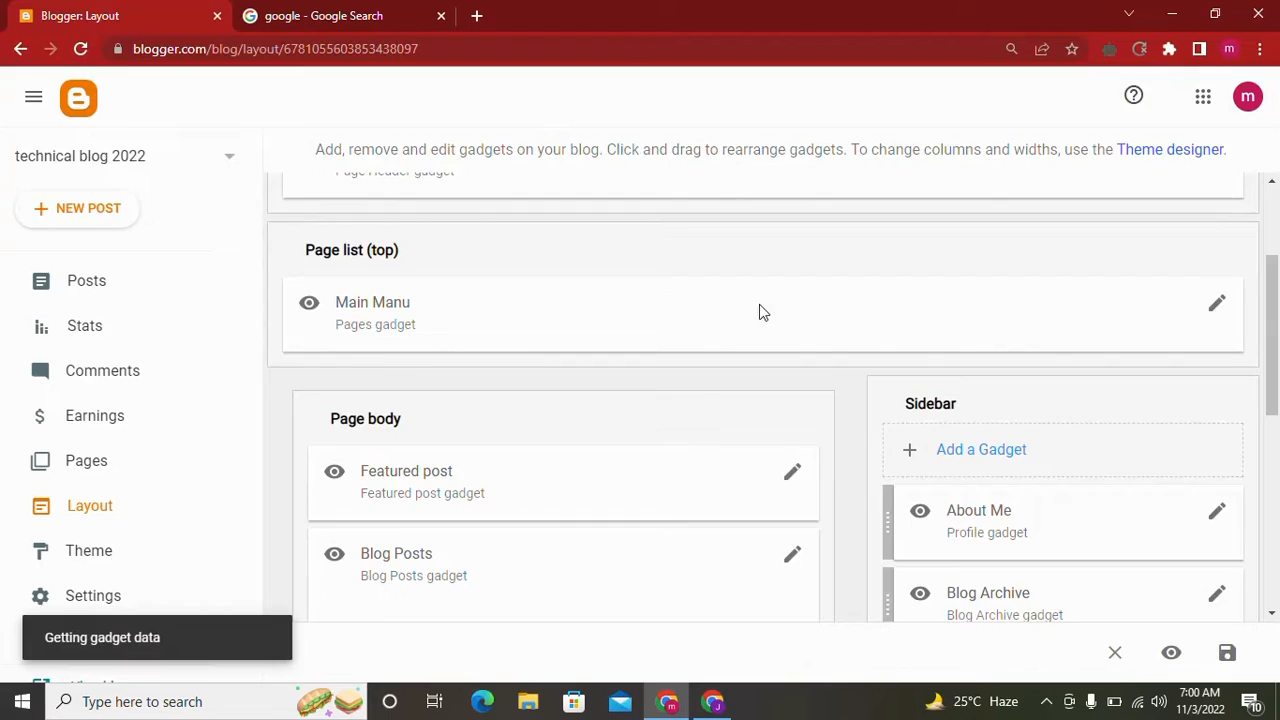 Blogger: Layout
google - Google Search
blogger.com/blog/layout/6781055603853438097
m
m
technical blog 2022
Add, remove and edit gadgets on your blog. Click and drag to rearrange gadgets. To change columns and widths, use the Theme designer.
Page Header gadget
NEW POST
Page list (top)
Posts
Main Manu
Stats
Pages gadget
Comments
Sidebar
Earnings
Page body
Add a Gadget
Pages
Featured post
Featured post gadget
Layout
About Me
Profile gadget
Theme
Blog Posts
Blog Posts gadget
Settings
Blog Archive
Blog Archive gadget
Getting gadget data
Type here to search
m
J
25°C Haze
7:00 AM
11/3/2022
10